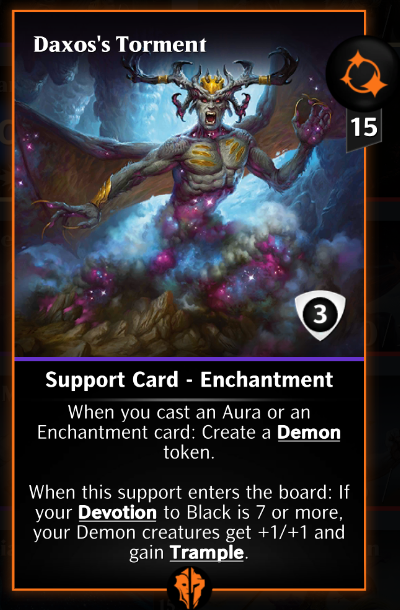 Daxos's Torment
15
3
Support Card - Enchantment
When you cast an Aura or an
Enchantment card: Create a Demon
token.
When this support enters the board: If
your Devotion to Black is 7 or more,
your Demon creatures get +1/+1 and
gain Trample.